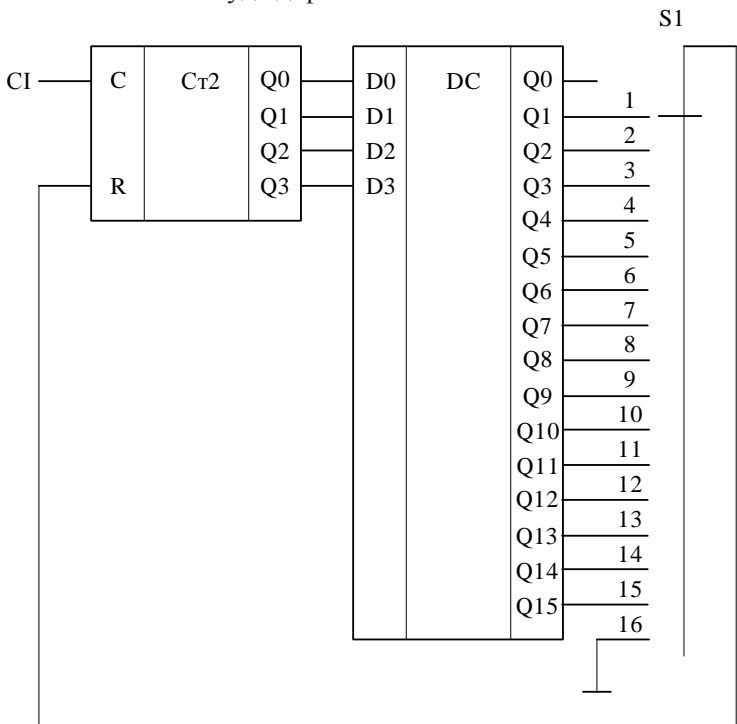 S1
CI C Ст2 Q0 D0 DC Q0
Q1 D1 Q1 1
Q2 D2 Q2 2
R Q3 D3 Q3 3
Q4 4
Q5 5
Q6 6
Q7 7
Q8 8
Q9 9
Q10 10
Q11 11
Q12 12
Q13 13
Q14 14
Q15 15
16